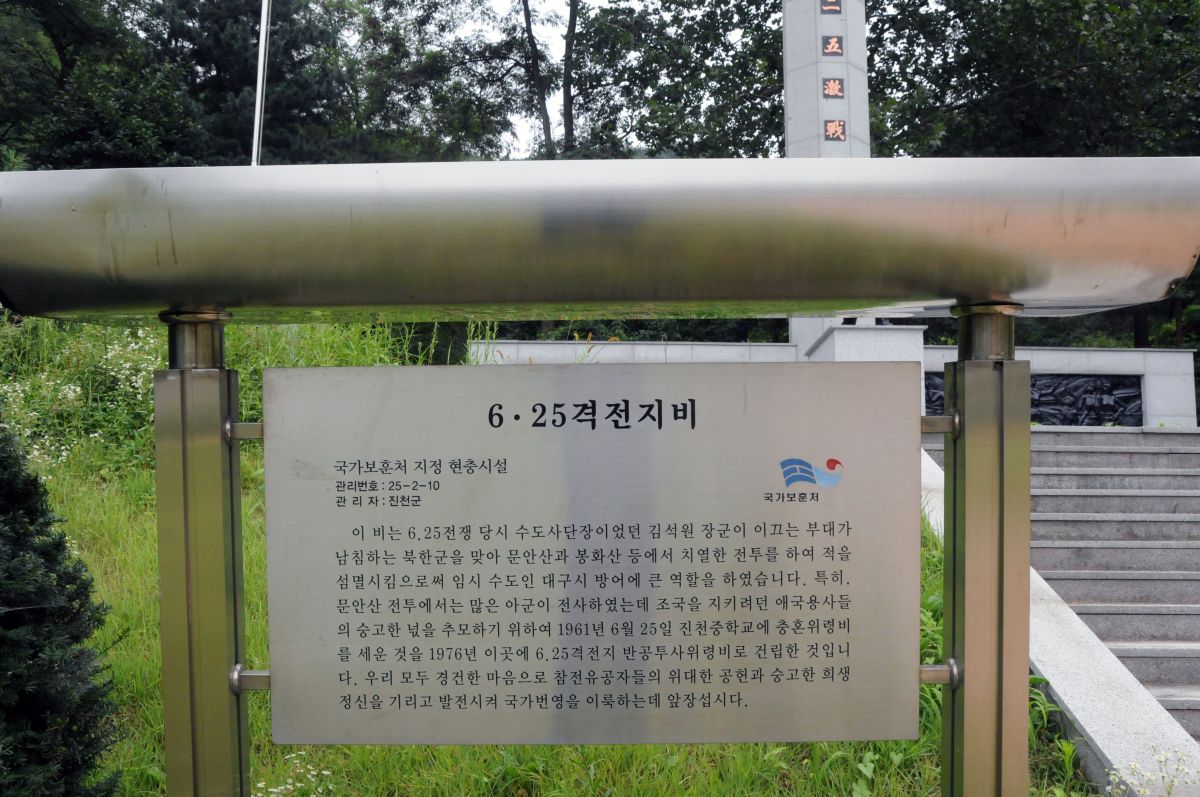 二
五
激
戰
6·25격전지비
국가보훈처 지정 현충시설
관리번호 : 25-2-10
관 리 자 : 진천군
국가보훈처
이 비는 6.25전쟁 당시 수도사단장이었던 김석원 장군이 이끄는 부대가
남침하는 북한군을 맞아 문안산과 봉화산 등에서 치열한 전투를 하여 적을
섬멸시킴으로써 임시 수도인 대구시 방어에 큰 역할을 하였습니다. 특히,
문안산 전투에서는 많은 아군이 전사하였는데 조국을 지키려던 애국용사들
의 숭고한 넋을 추모하기 위하여 1961년 6월 25일 진천중학교에 충혼위령비
를 세운 것을 1976년 이곳에 6.25격전지 반공투사위령비로 건립한 것입니
다. 우리 모두 경건한 마음으로 참전유공자들의 위대한 공헌과 숭고한 희생
정신을 기리고 발전시켜 국가번영을 이룩하는데 앞장섭시다.